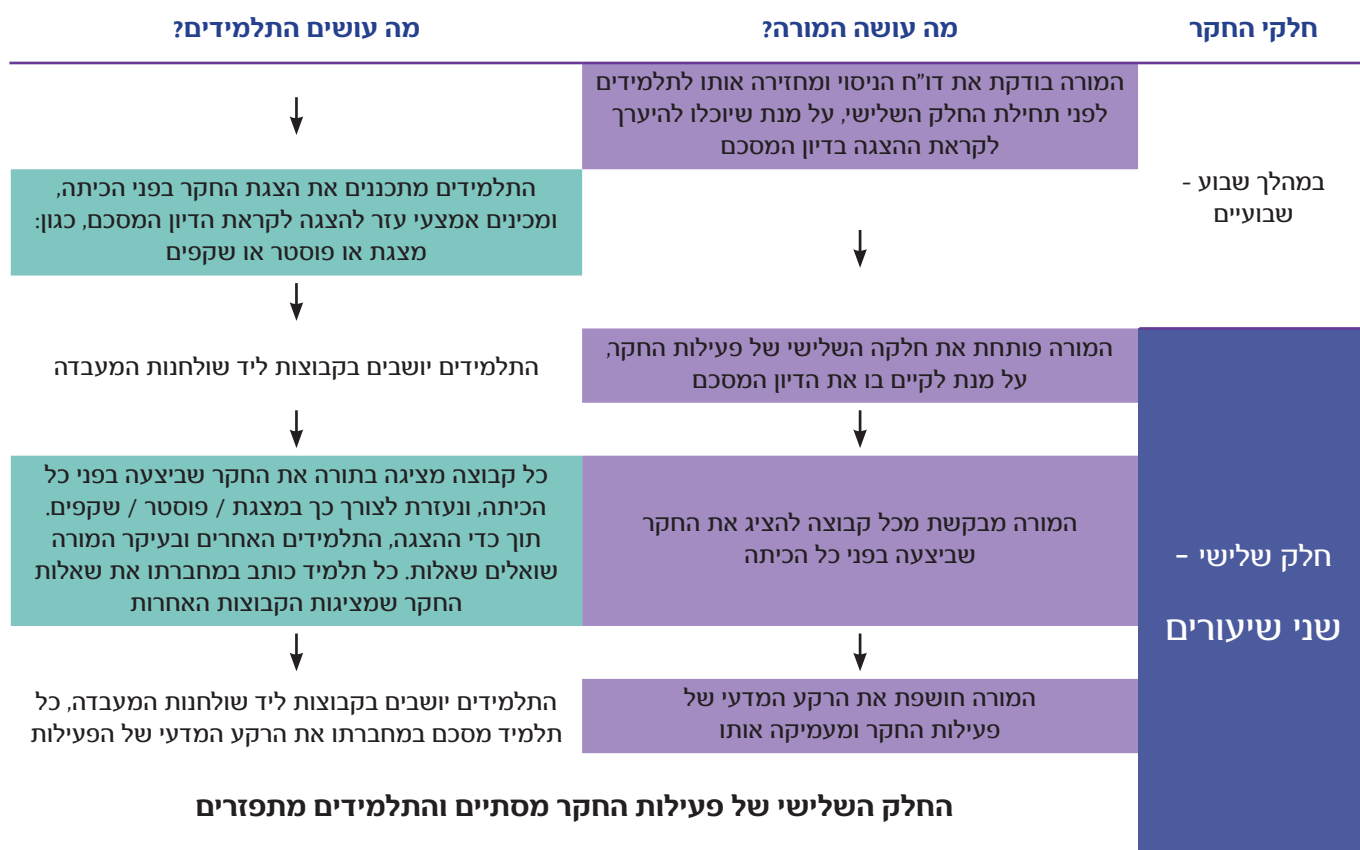 חלקי החקר
מה עושה המורה?
מה עושים התלמידים?
במהלך שבוע -
שבועיים
המורה בודקת את דו"ח הניסוי ומחזירה אותו לתלמידים
לפני תחילת החלק השלישי, על מנת שיוכלו להיערך
לקראת ההצגה בדיון המסכם
התלמידים מתכננים את הצגת החקר בפני הכיתה,
ומכינים אמצעי עזר להצגה לקראת הדיון המסכם, כגון:
מצגת או פוסטר או שקפים
חלק שלישי -
שני שיעורים
המורה פותחת את חלקה השלישי של פעילות החקר,
על מנת לקיים בו את הדיון המסכם
התלמידים יושבים בקבוצות ליד שולחנות המעבדה
המורה מבקשת מכל קבוצה להציג את החקר
שביצעה בפני כל הכיתה
כל קבוצה מציגה בתורה את החקר שביצעה בפני כל
הכיתה, ונעזרת לצורך כך במצגת / פוסטר / שקפים.
תוך כדי ההצגה, התלמידים האחרים ובעיקר המורה
שואלים שאלות. כל תלמיד כותב במחברתו את שאלות
החקר שמציגות הקבוצות האחרות
המורה חושפת את הרקע המדעי של
פעילות החקר ומעמיקה אותו
התלמידים יושבים בקבוצות ליד שולחנות המעבדה, כל
תלמיד מסכם במחברתו את הרקע המדעי של הפעילות
החלק השלישי של פעילות החקר מסתיים והתלמידים מתפזרים